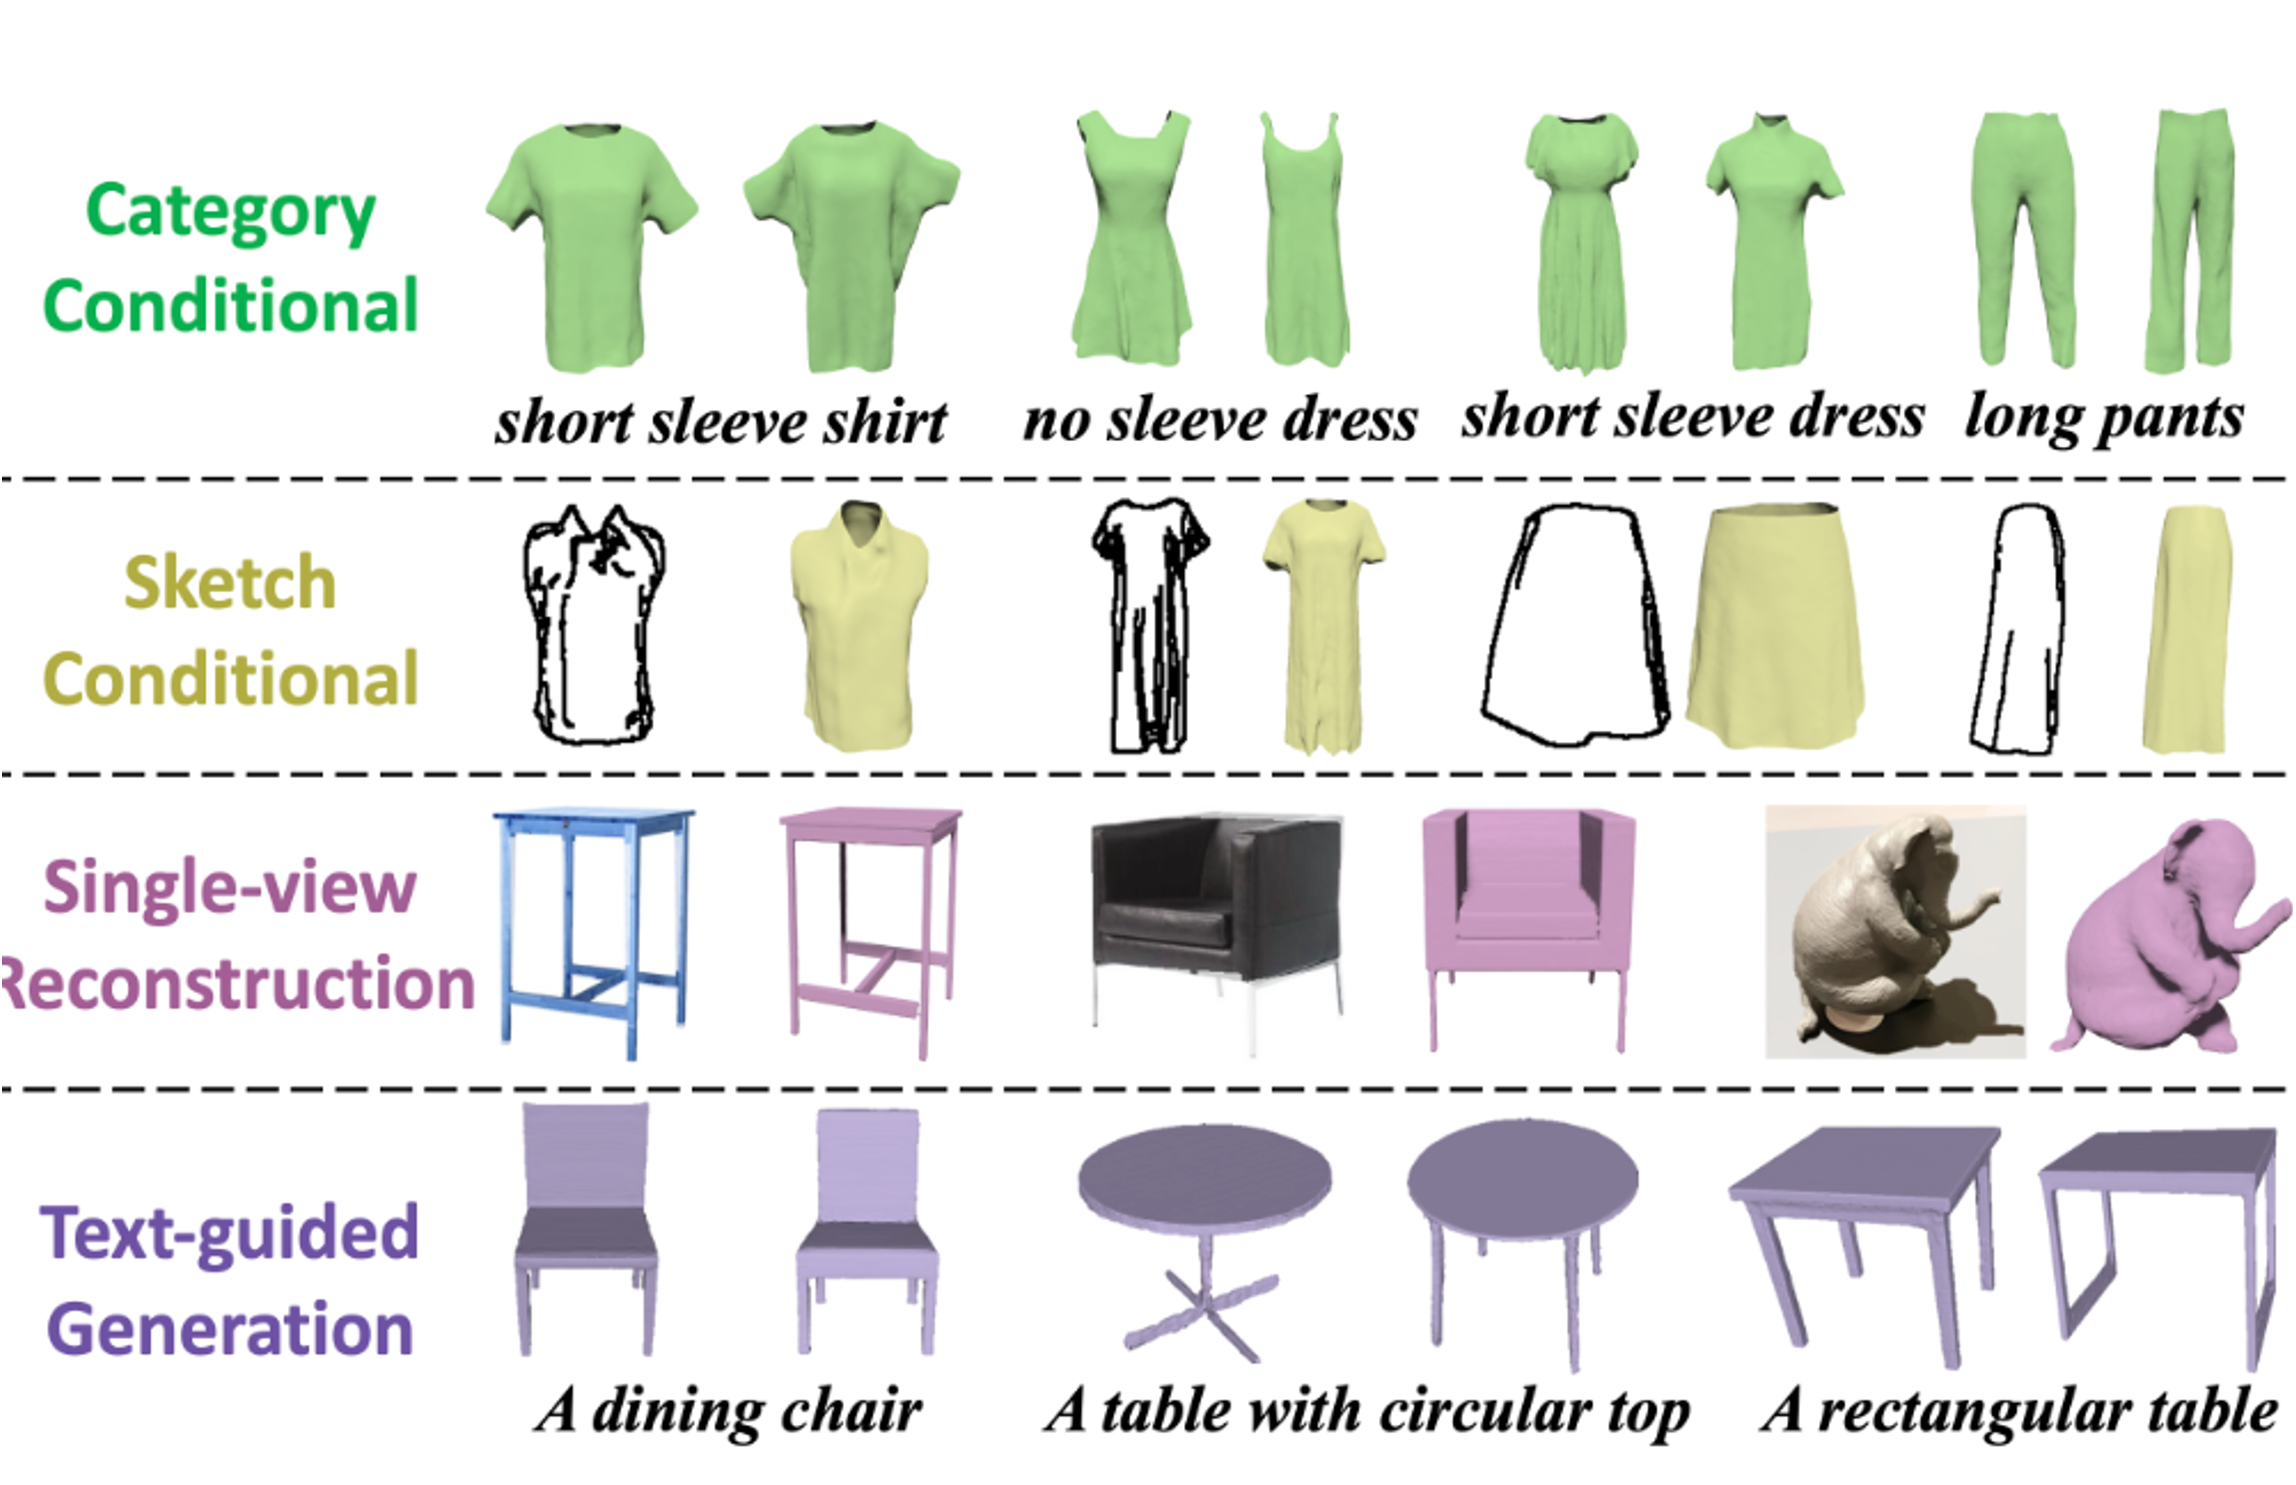 Category
Conditional
short sleeve shirt
no sleeve dress
short sleeve dress
long pants
Sketch
Conditional
Single-view
Reconstruction
Text-guided
Generation
A dining chair
A table with circular top
A rectangular table